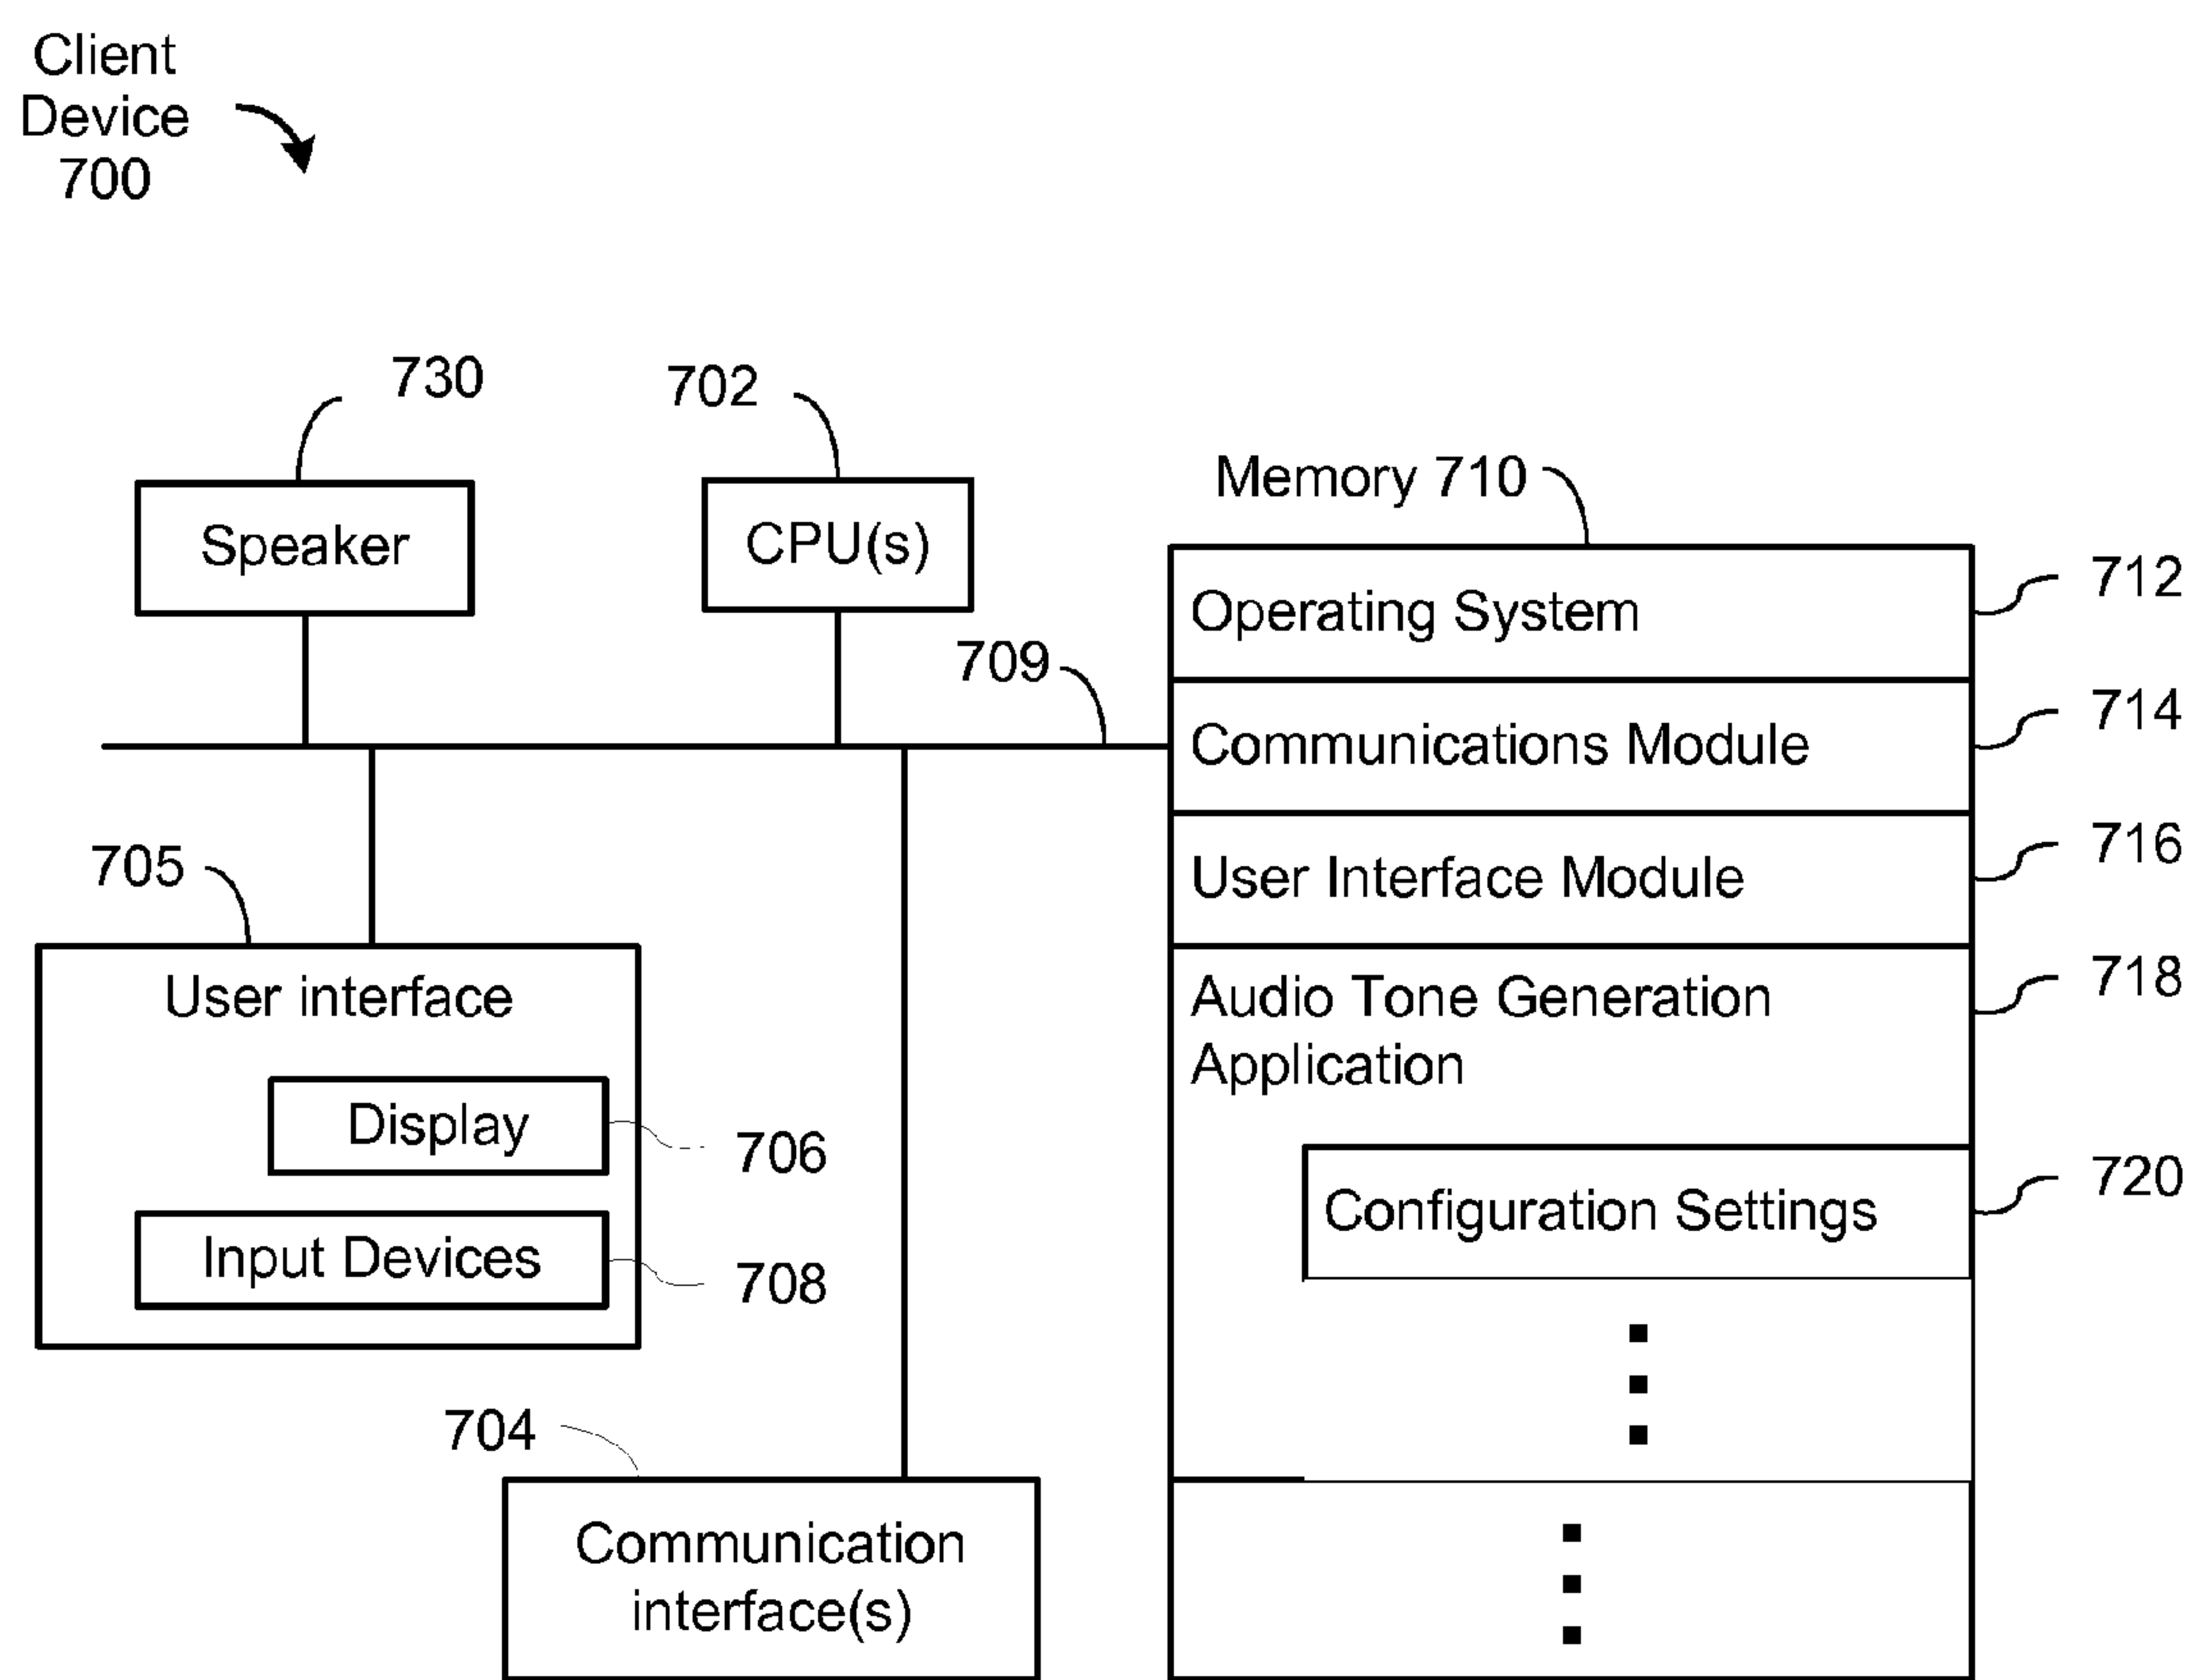 Client
Device
700
730
702
Speaker
CPU(s)
Memory 710
Operating System
712
709
Communications Module
714
User Interface Module
716
705
User interface
Audio Tone Generation
Application
718
Display
706
Configuration Settings
720
Input Devices
708
704
Communication
interface(s)